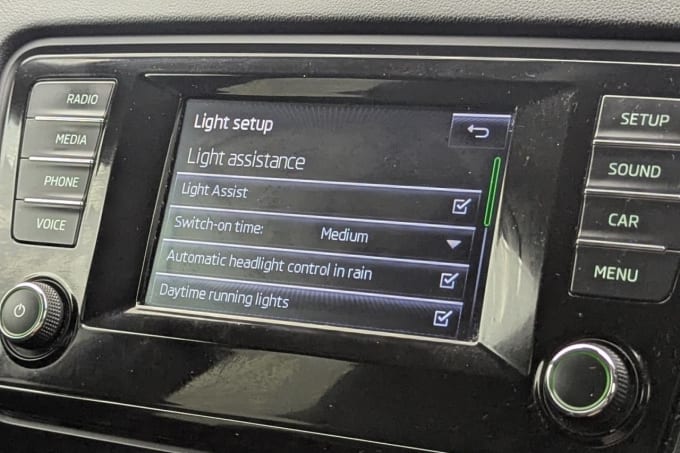 RADIO
MEDIA
PHONE
VOICE
Light setup
Light assistance
Light Assist
Switch-on time: Medium
Automatic headlight control in rain
Daytime running lights
SETUP
SOUND
CAR
MENU